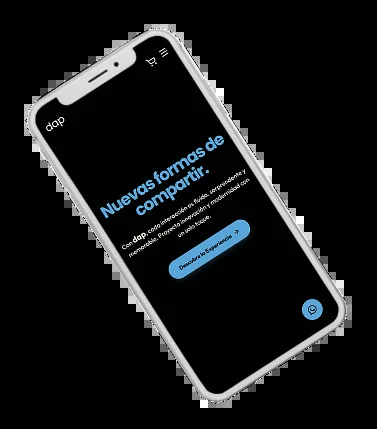 dap
Nuevas formas de
compartir.
Con dap, cada interacción es fluida, sorprendente y
memorable. Proyecta innovación y modernidad con
un solo toque.
Descubre la Experiencia →